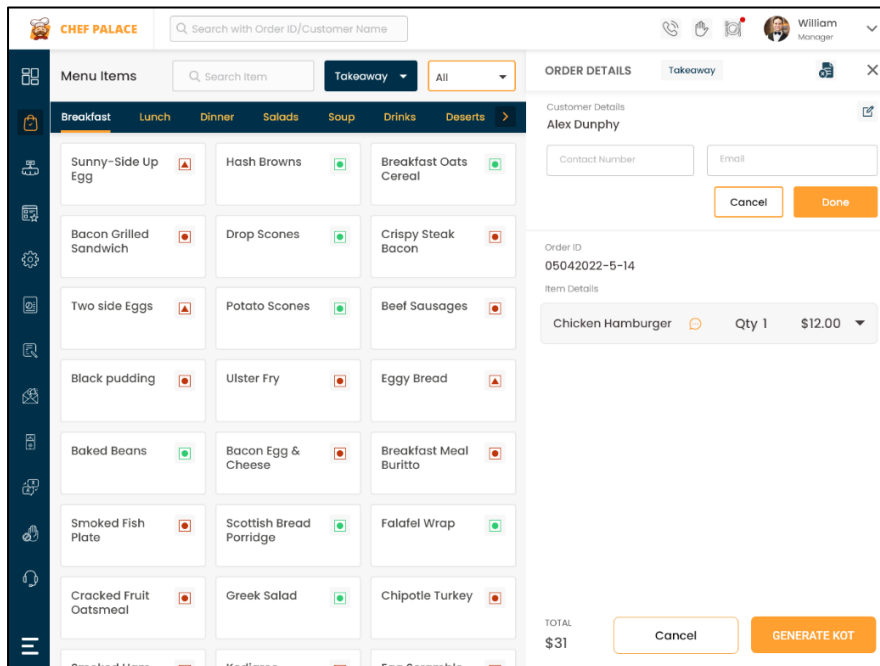 CHEF PALACE
Search with Order ID/Customer Name
William
Manager
Menu Items
Search Item
Takeaway
All
Breakfast Lunch Dinner Salads Soup Drinks Deserts
Sunny-Side Up
Egg
Hash Browns
Breakfast Oats
Cereal
Bacon Grilled
Sandwich
Drop Scones
Crispy Steak
Bacon
Two side Eggs
Potato Scones
Beef Sausages
Black pudding
Ulster Fry
Eggy Bread
Baked Beans
Bacon Egg &
Cheese
Breakfast Meal
Buritto
Smoked Fish
Plate
Scottish Bread
Porridge
Falafel Wrap
Cracked Fruit
Oatsmeal
Greek Salad
Chipotle Turkey
ORDER DETAILS
Takeaway
Customer Details
Alex Dunphy
Contact Number
Email
Cancel
Done
Order ID
05042022-5-14
Item Details
Chicken Hamburger Qty 1 $12.00
TOTAL
$31
Cancel
GENERATE KOT